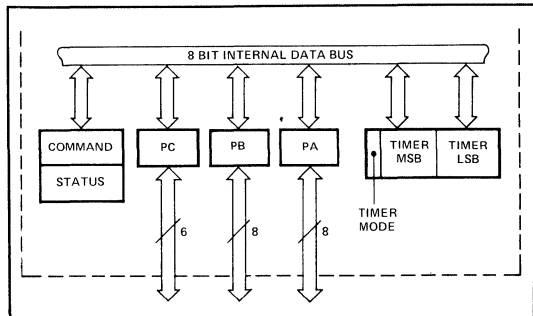 8 BIT INTERNAL DATA BUS
COMMAND
STATUS
PC
PB
PA
TIMER
MSB
TIMER
LSB
TIMER
MODE
6
8
8